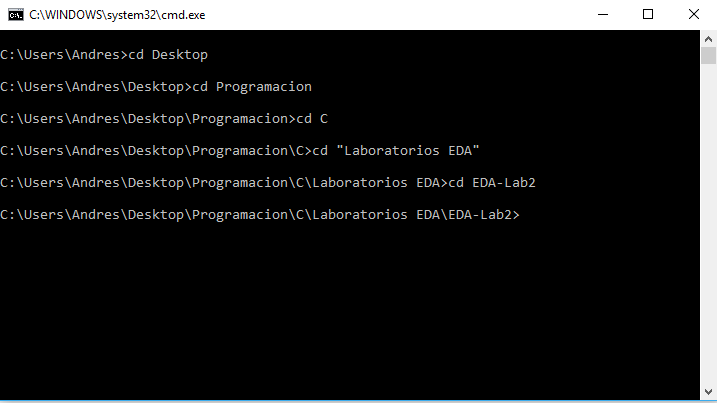 C:\WINDOWS\system32\cmd.exe
C:\Users\Andres>cd Desktop
C:\Users\Andres\Desktop>cd Programacion
C:\Users\Andres\Desktop\Programacion>cd C
C:\Users\Andres\Desktop\Programacion\C>cd "Laboratorios EDA"
C:\Users\Andres\Desktop\Programacion\C\Laboratorios EDA>cd EDA-Lab2
C:\Users\Andres\Desktop\Programacion\C\Laboratorios EDA\EDA-Lab2>